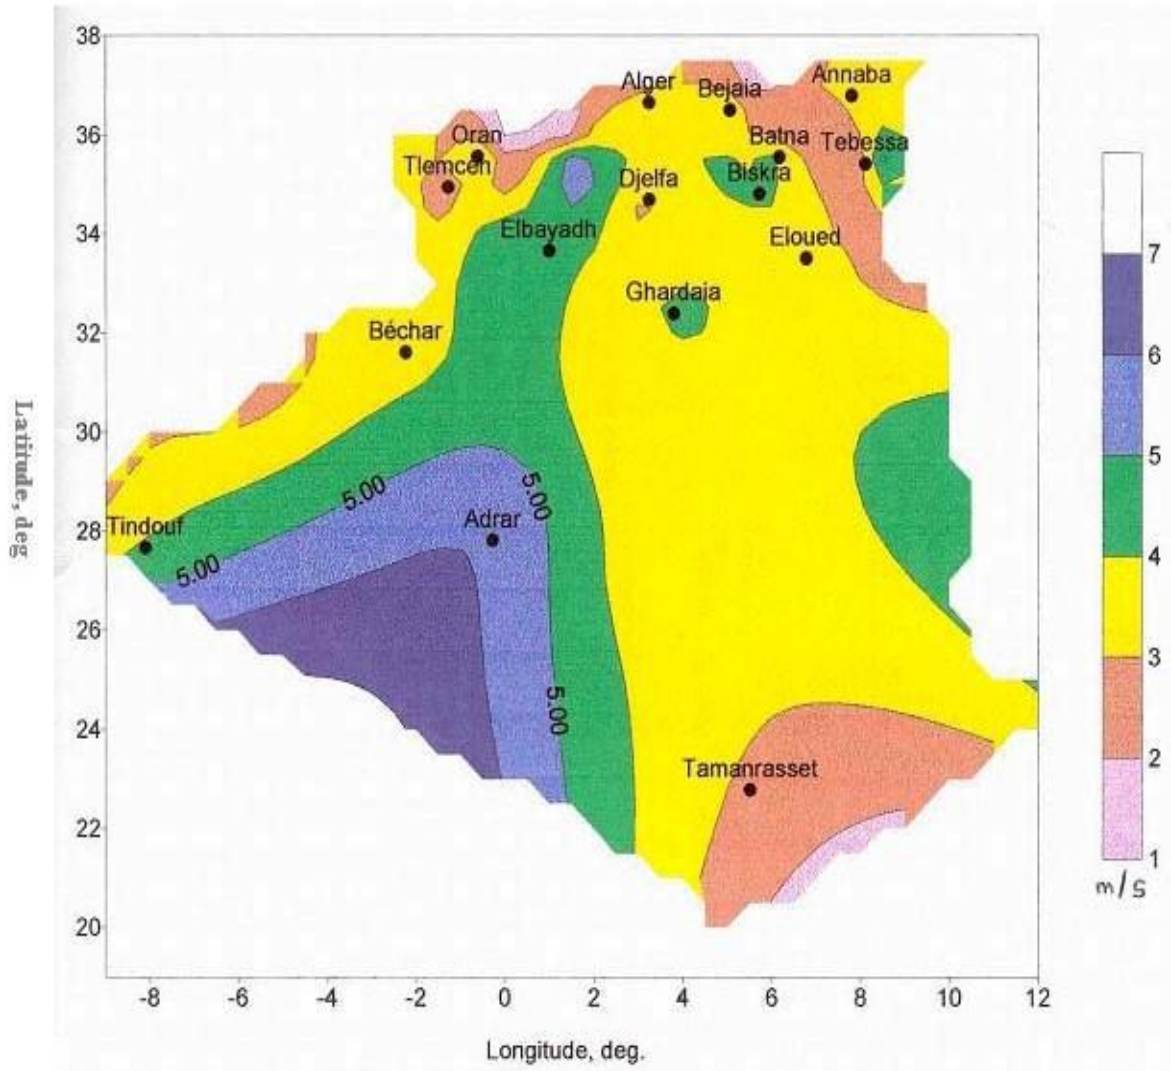 38
36
34
32
30
28
26
24
22
20
Latitude, deg
Alger
Bejaia
Annaba
Oran
Batna
Tebessa
Tlemcen
Djelfa
Biskra
Elbayadh
Eloued
Ghardaia
Béchar
5.00
5.00
Tindouf
Adrar
5.00
5.00
Tamanrasset
7
6
5
4
3
2
1
m/s
-8 -6 -4 -2 0 2 4 6 8 10 12
Longitude, deg.